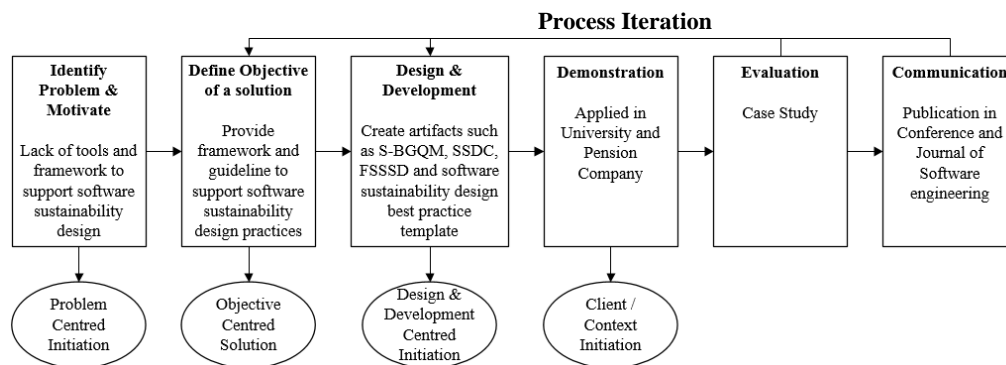 Process Iteration
Identify
Problem &
Motivate
Lack of tools and
framework to
support software
sustainability
design
Define Objective
of a solution
Provide
framework and
guideline to
support software
sustainability
design practices
Design &
Development
Create artifacts such
as S-BGQM, SSDC,
FSSSD and software
sustainability design
best practice
template
Demonstration
Applied in
University and
Pension
Company
Evaluation
Case Study
Communication
Publication in
Conference and
Journal of
Software
engineering
Problem
Centred
Initiation
Objective
Centred
Solution
Design &
Development
Centred
Initiation
Client /
Context
Initiation